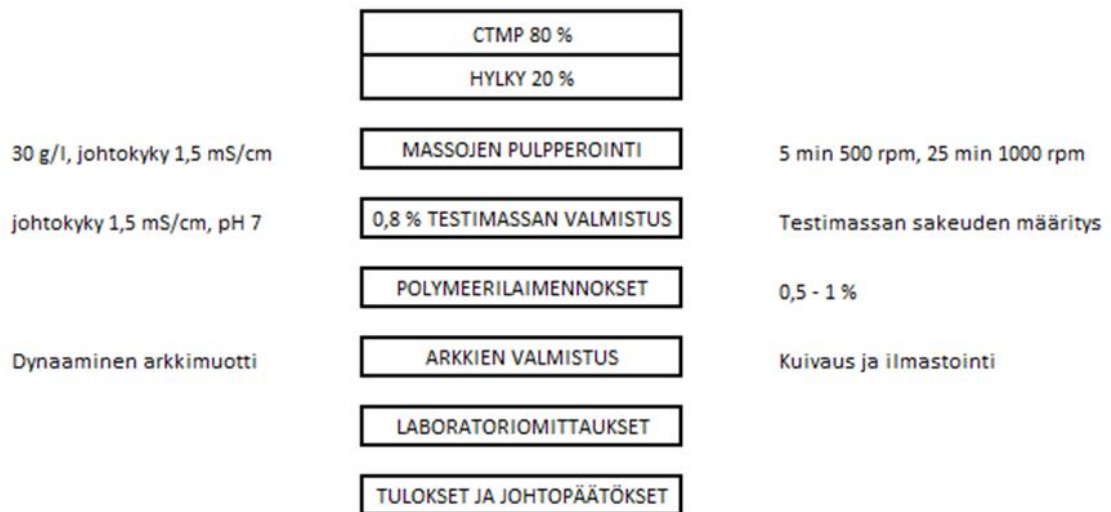 CTMP 80 %
HYLKY 20 %
30 g/l, johtokyky 1,5 mS/cm
MASSOJEN PULPPEROINTI
5 min 500 rpm, 25 min 1000 rpm
johtokyky 1,5 mS/cm, pH 7
0,8 % TESTIMASSAN VALMISTUS
Testimassan sakeuden määritys
POLYMEERILAIMENNOKSET
0,5 - 1 %
Dynaaminen arkkimuotti
ARKKIEN VALMISTUS
Kuivaus ja ilmastointi
LABORATORIOMITTAUKSET
TULOKSET JA JOHTOPÄÄTÖKSET